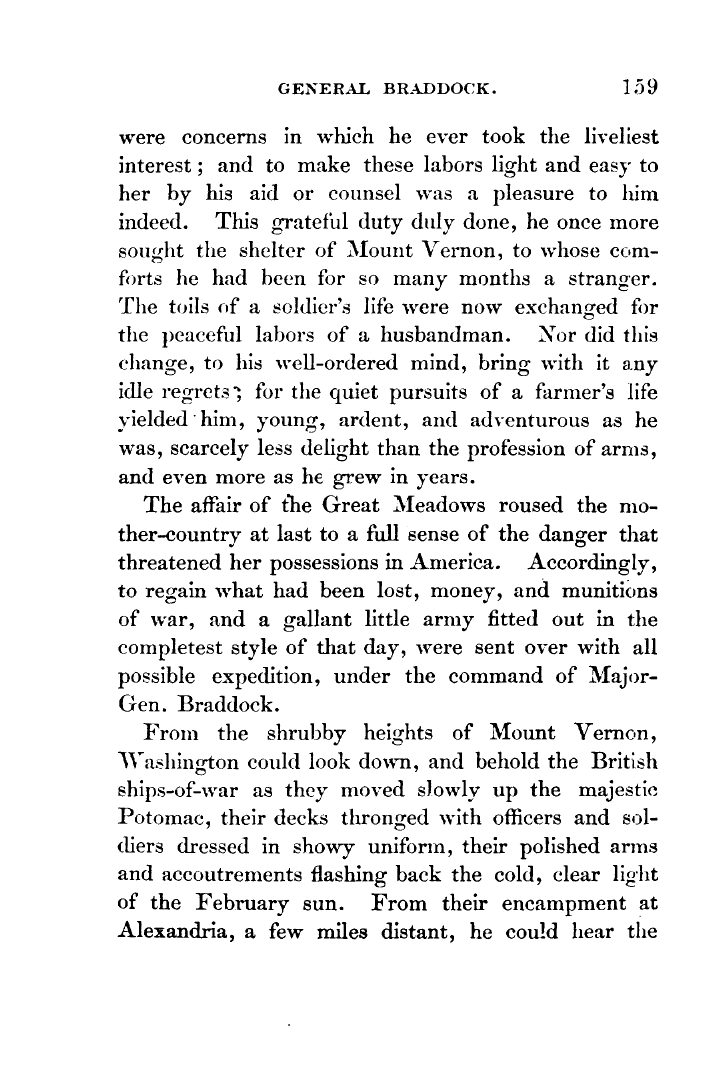 GENERAL BRADDOCK. 159
were concerns in which he ever took the liveliest
interest; and to make these labors light and easy to
her by his aid or counsel was a pleasure to him
indeed. This grateful duty duly done, he once more
sought the shelter of Mount Vernon, to whose com-
forts he had been for so many months a stranger.
The toils of a soldier's life were now exchanged for
the peaceful labors of a husbandman. Nor did this
change, to his well-ordered mind, bring with it any
idle regrets; for the quiet pursuits of a farmer's life
yielded him, young, ardent, and adventurous as he
was, scarcely less delight than the profession of arms,
and even more as he grew in years.
The affair of the Great Meadows roused the mo-
ther-country at last to a full sense of the danger that
threatened her possessions in America. Accordingly,
to regain what had been lost, money, and munitions
of war, and a gallant little army fitted out in the
completest style of that day, were sent over with all
possible expedition, under the command of Major-
Gen. Braddock.
From the shrubby heights of Mount Vernon,
Washington could look down, and behold the British
ships-of-war as they moved slowly up the majestic
Potomac, their decks thronged with officers and sol-
diers dressed in showy uniform, their polished arms
and accoutrements flashing back the cold, clear light
of the February sun. From their encampment at
Alexandria, a few miles distant, he could hear the